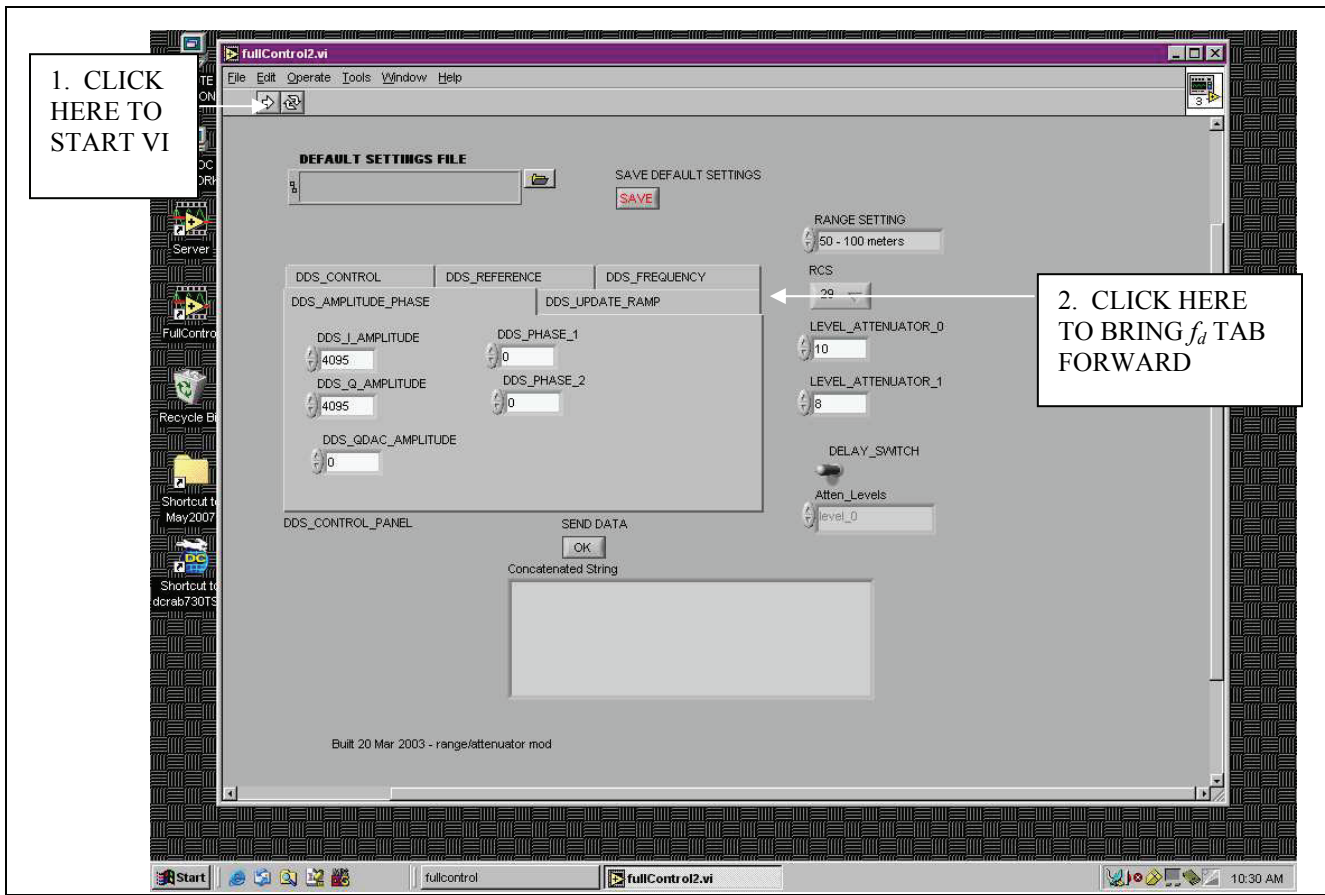 1. CLICK
HERE TO
START VI
fullControl2.vi
File Edit Operate Tools Window Help
3
DEFAULT SETTINGS FILE
SAVE DEFAULT SETTINGS
SAVE
RANGE SETTING
50 - 100 meters
RCS
29
DDS_CONTROL DDS_REFERENCE DDS_FREQUENCY
DDS_AMPLITUDE_PHASE DDS_UPDATE_RAMP
2. CLICK HERE
TO BRING fd TAB
FORWARD
DDS_I_AMPLITUDE DDS_PHASE_1
4095 0
DDS_Q_AMPLITUDE DDS_PHASE_2
4095 0
DDS_QDAC_AMPLITUDE
0
LEVEL_ATTENUATOR_0
10
LEVEL_ATTENUATOR_1
8
DELAY_SWITCH
Atten_Levels
level_0
DDS_CONTROL_PANEL
SEND DATA
OK
Concatenated String
Built 20 Mar 2003 - range/attenuator mod
Server
FullContro
Recycle Bi
Shortcut t
May2007
Shortcut to
dcrab730TS
Start fullcontrol fullControl2.vi 10:30 AM